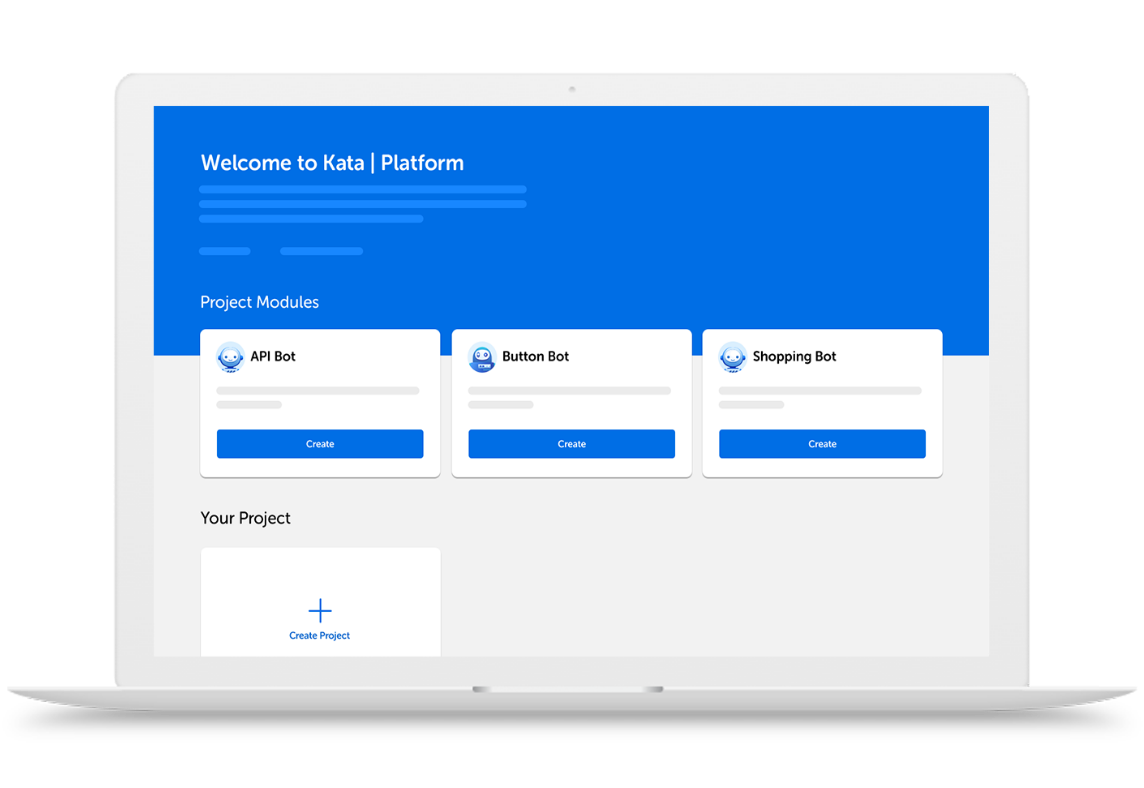 Welcome to Kata | Platform
Project Modules
API Bot
Button Bot
Shopping Bot
Create
Create
Create
Your Project
Create Project